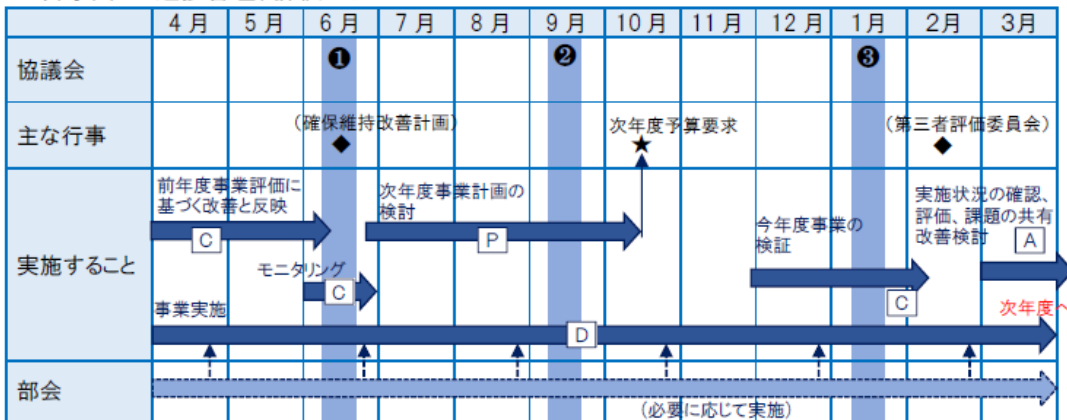 4月 5月 6月 7月 8月 9月 10月 11月 12月 1月 2月 3月
協議会 ❶ ❷ ❸
主な行事
(確保維持改善計画)
◆
次年度予算要求
★
(第三者評価委員会)
◆
実施すること
前年度事業評価に
基づく改善と反映
C
次年度事業計画の
検討
P
今年度事業の
検証
C
実施状況の確認、
評価、課題の共有
改善検討
A
モニタリング
C
次年度～
事業実施
D
部会
(必要に応じて実施)